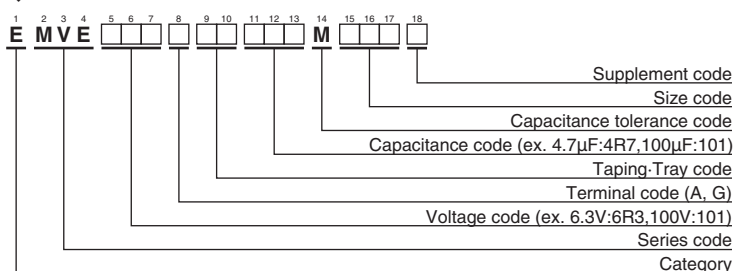 1 2 3 4 5 6 7 8 9 10 11 12 13 14 15 16 17 18
E M V E □□□ □ □□ □□□ M □□□ □
Supplement code
Size code
Capacitance tolerance code
Capacitance code (ex. 4.7µF:4R7,100µF:101)
Taping·Tray code
Terminal code (A, G)
Voltage code (ex. 6.3V:6R3,100V:101)
Series code
Category